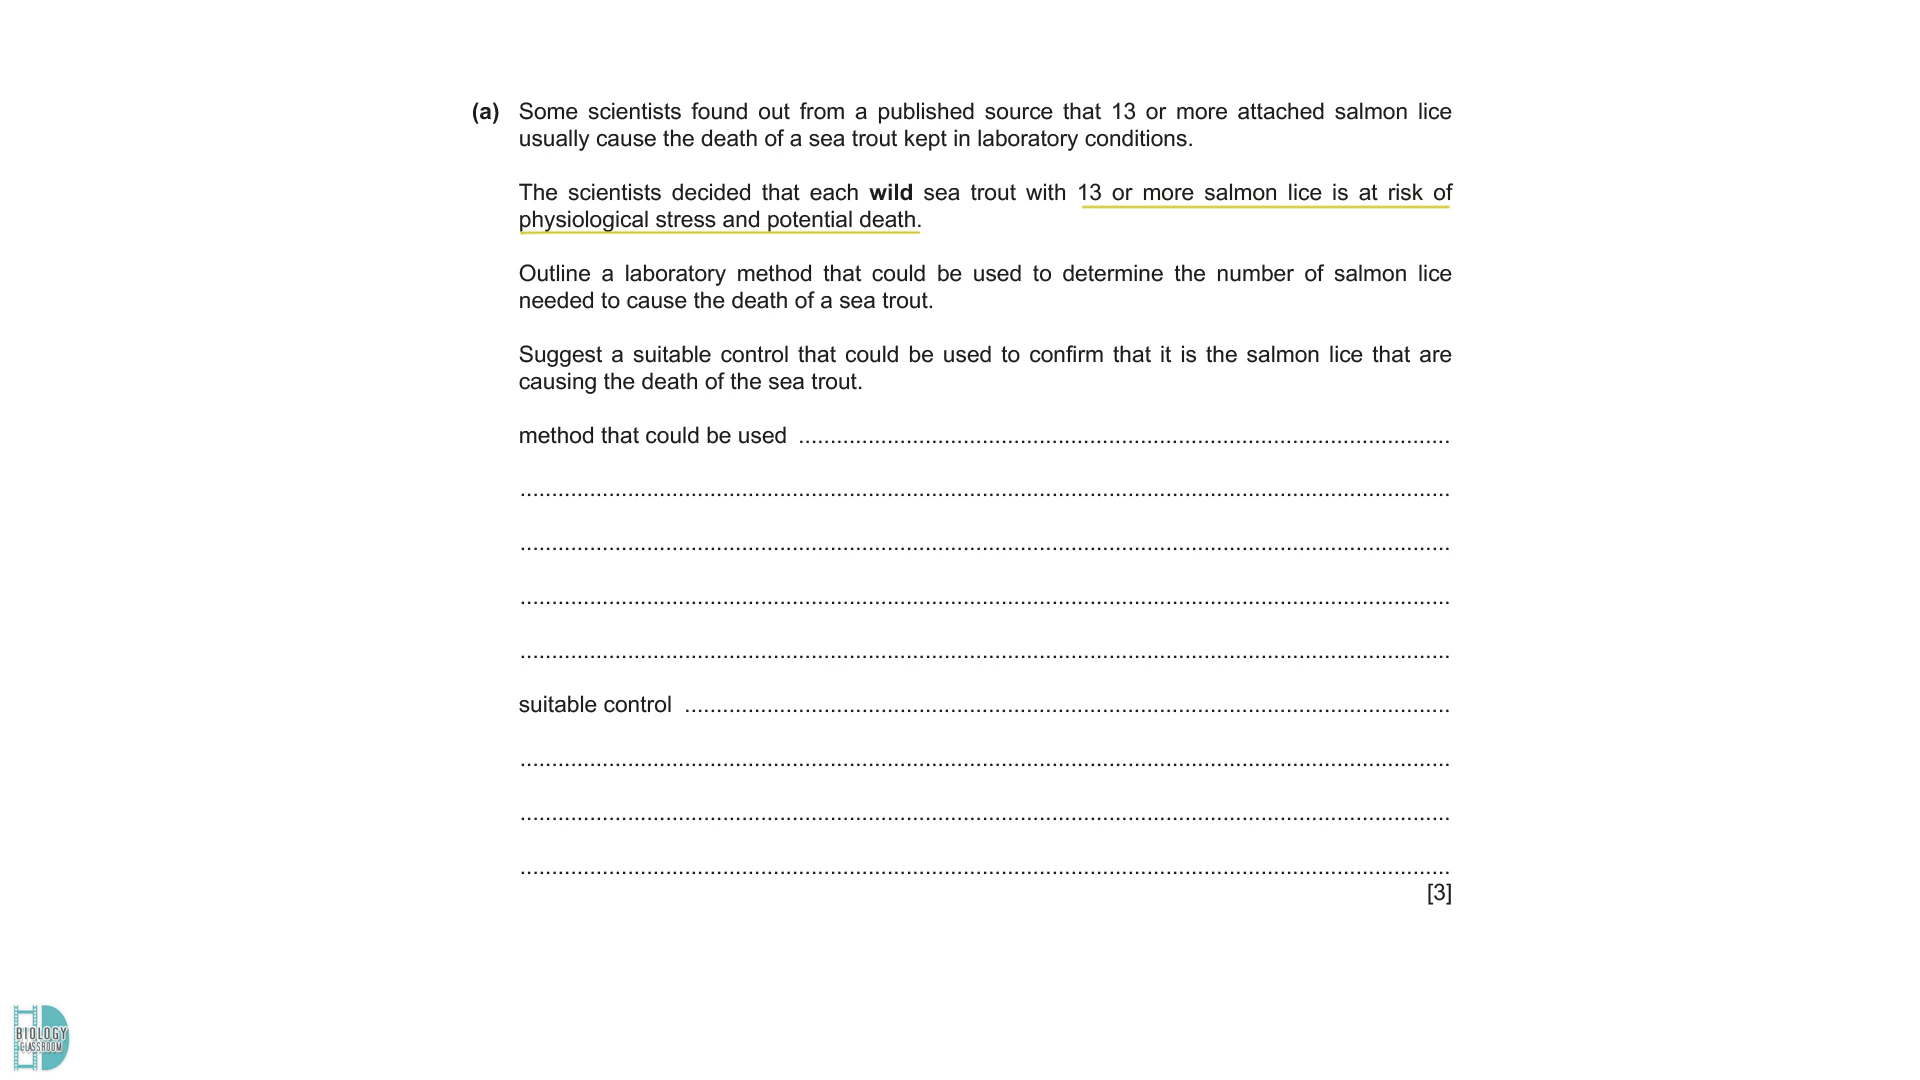 (a) Some scientists found out from a published source that 13 or more attached salmon lice
usually cause the death of a sea trout kept in laboratory conditions.
The scientists decided that each wild sea trout with 13 or more salmon lice is at risk of
physiological stress and potential death.
Outline a laboratory method that could be used to determine the number of salmon lice
needed to cause the death of a sea trout.
Suggest a suitable control that could be used to confirm that it is the salmon lice that are
causing the death of the sea trout.
method that could be used ........................................................................................................
....................................................................................................................................................
....................................................................................................................................................
....................................................................................................................................................
....................................................................................................................................................
suitable control ..........................................................................................................................
....................................................................................................................................................
....................................................................................................................................................
....................................................................................................................................................
[3]
BIOLOGY
CLASSROOM